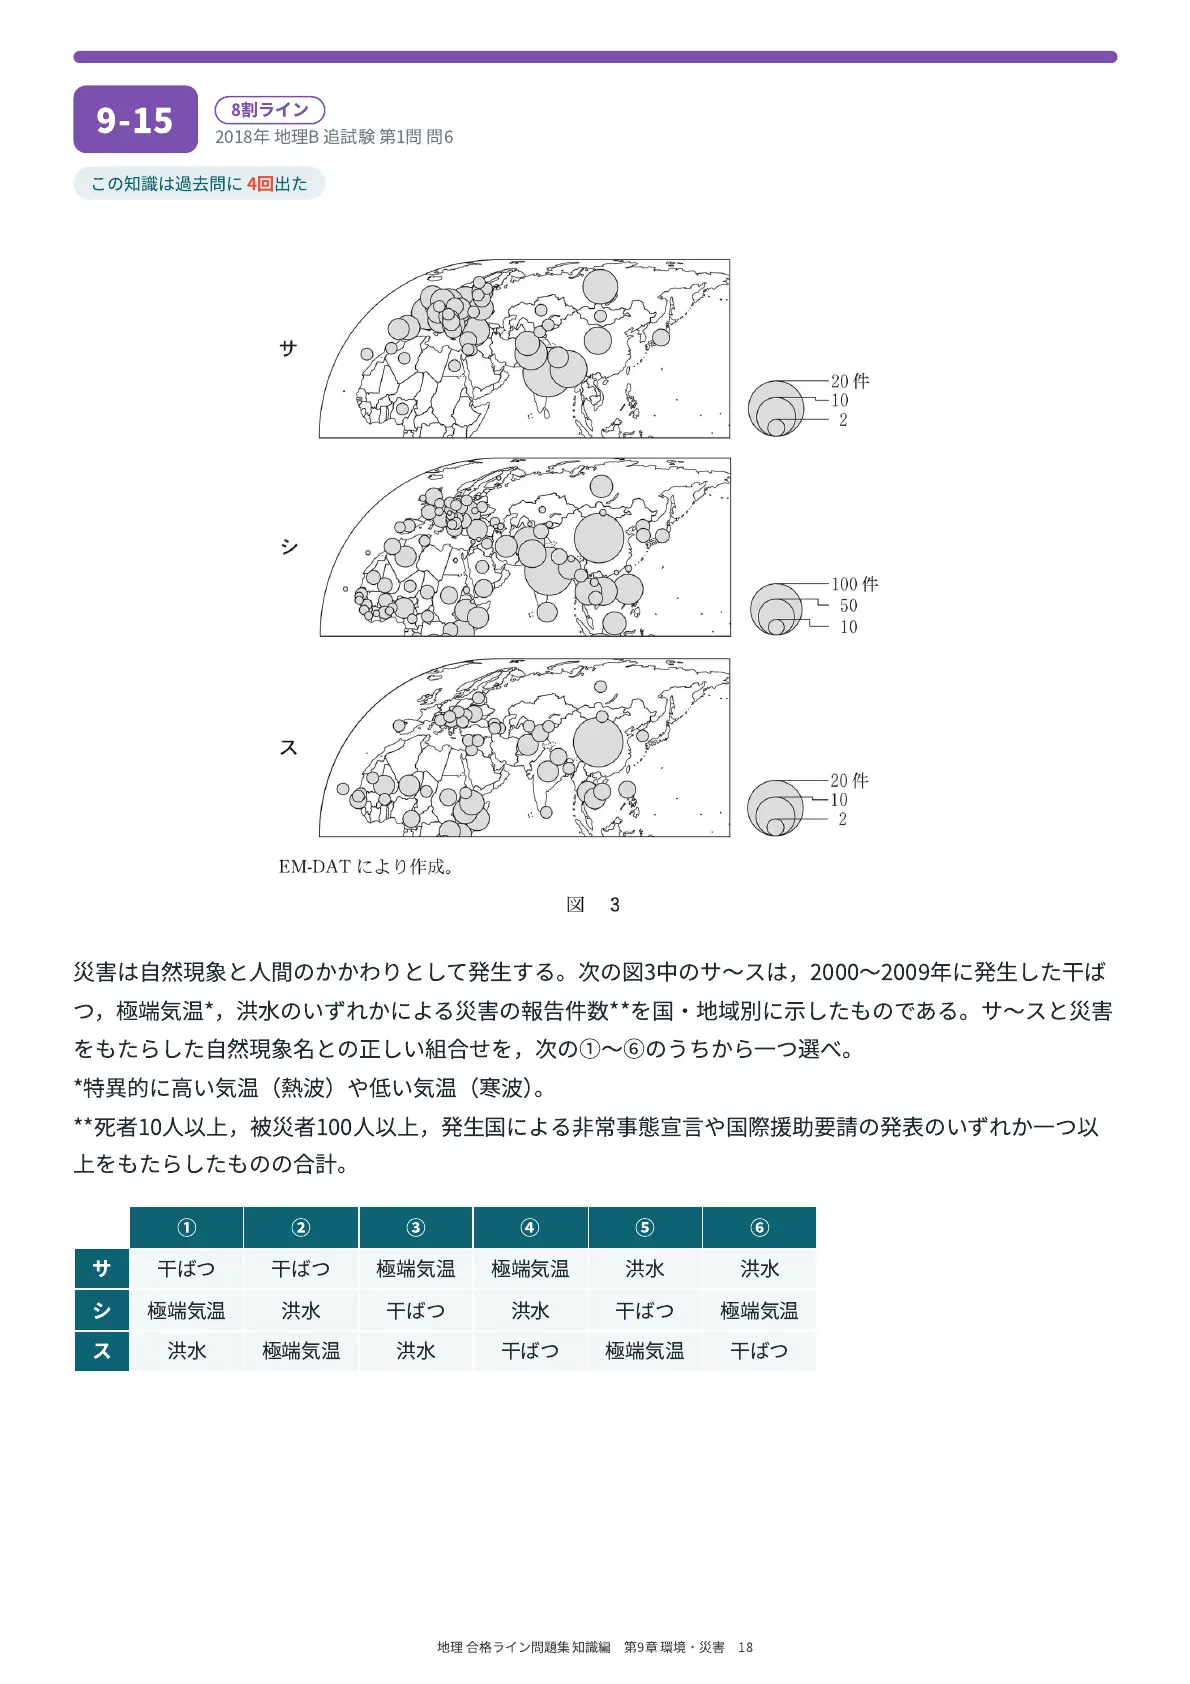 9-15
8割ライン
2018年 地理B 追試験 第1問 問6
この知識は過去問に 4回出た
サ
20 件
10
2
シ
100 件
50
10
ス
20 件
10
2
EM-DAT により作成。
図 3
災害は自然現象と人間のかかわりとして発生する。次の図3中のサ～スは，2000～2009年に発生した干ば
つ，極端気温*，洪水のいずれかによる災害の報告件数**を国・地域別に示したものである。サ～スと災害
をもたらした自然現象名との正しい組合せを，次の①～⑥のうちから一つ選べ。
*特異的に高い気温（熱波）や低い気温（寒波）。
**死者10人以上，被災者100人以上，発生国による非常事態宣言や国際援助要請の発表のいずれか一つ以
上をもたらしたものの合計。
① ② ③ ④ ⑤ ⑥
サ 干ばつ 干ばつ 極端気温 極端気温 洪水 洪水
シ 極端気温 洪水 干ばつ 洪水 干ばつ 極端気温
ス 洪水 極端気温 洪水 干ばつ 極端気温 干ばつ
地理 合格ライン問題集 知識編 第9章 環境・災害 18